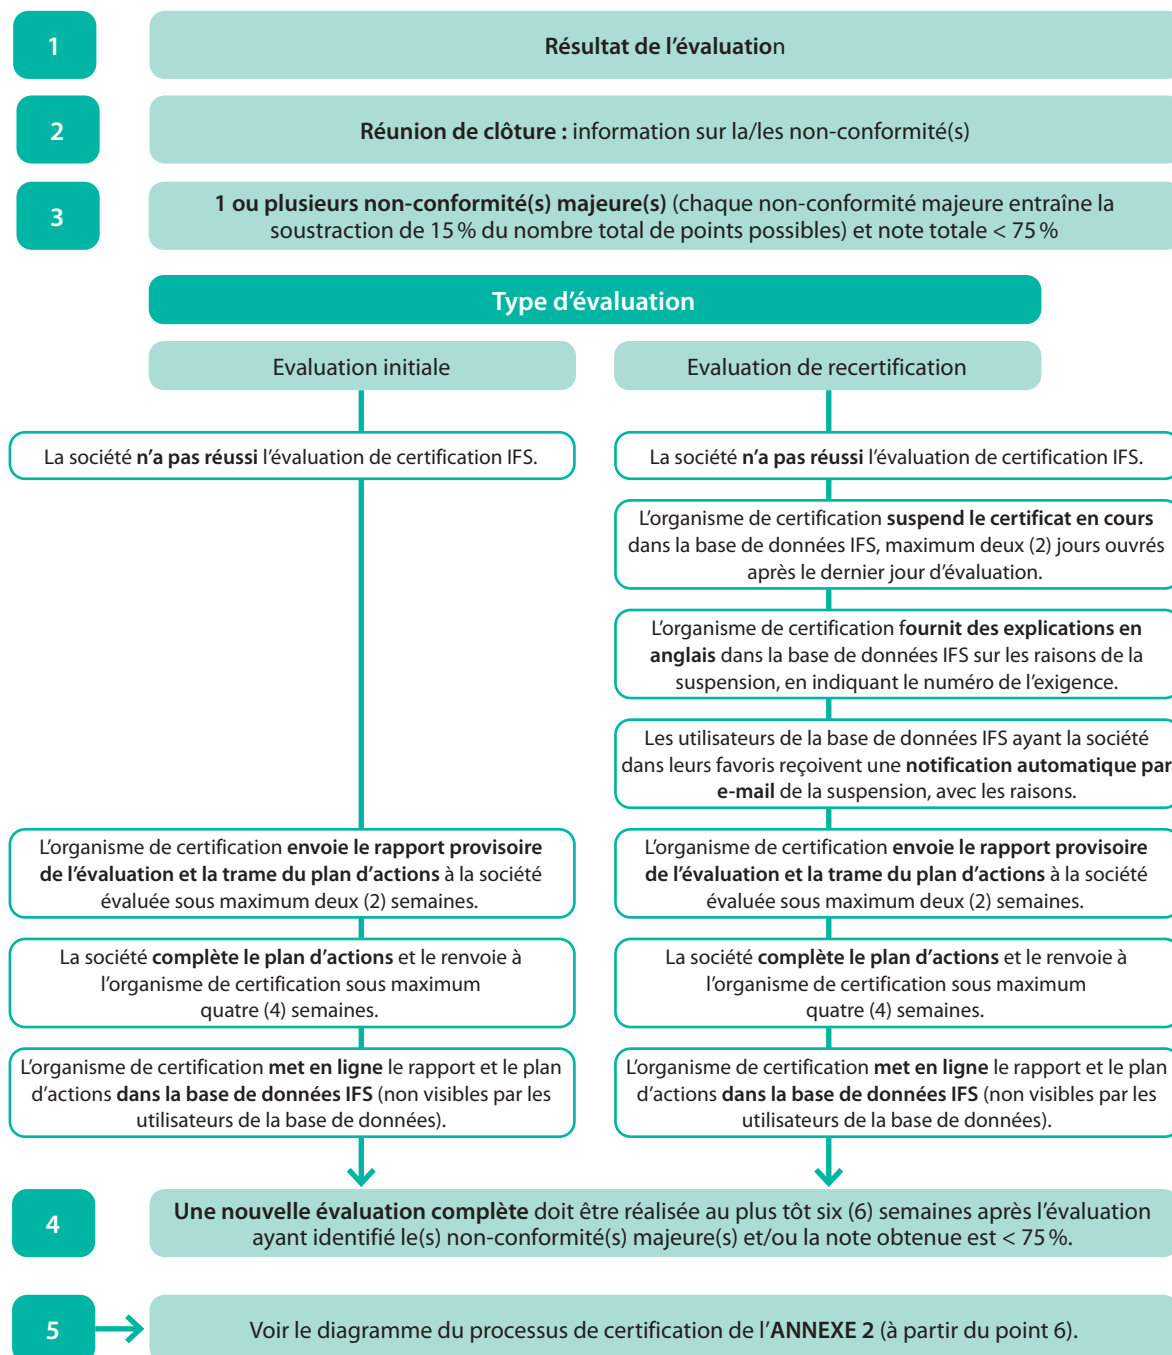 1
Résultat de l’évaluation
2
Réunion de clôture : information sur la/les non-conformité(s)
3
1 ou plusieurs non-conformité(s) majeure(s) (chaque non-conformité majeure entraîne la
soustraction de 15 % du nombre total de points possibles) et note totale < 75 %
Type d’évaluation
Evaluation initiale
Evaluation de recertification
La société n’a pas réussi l’évaluation de certification IFS.
La société n’a pas réussi l’évaluation de certification IFS.
L’organisme de certification suspend le certificat en cours
dans la base de données IFS, maximum deux (2) jours ouvrés
après le dernier jour d’évaluation.
L’organisme de certification fournit des explications en
anglais dans la base de données IFS sur les raisons de la
suspension, en indiquant le numéro de l’exigence.
Les utilisateurs de la base de données IFS ayant la société
dans leurs favoris reçoivent une notification automatique par
e-mail de la suspension, avec les raisons.
L’organisme de certification envoie le rapport provisoire
de l’évaluation et la trame du plan d’actions à la société
évaluée sous maximum deux (2) semaines.
L’organisme de certification envoie le rapport provisoire
de l’évaluation et la trame du plan d’actions à la société
évaluée sous maximum deux (2) semaines.
La société complète le plan d’actions et le renvoie à
l’organisme de certification sous maximum
quatre (4) semaines.
La société complète le plan d’actions et le renvoie à
l’organisme de certification sous maximum
quatre (4) semaines.
L’organisme de certification met en ligne le rapport et le plan
d’actions dans la base de données IFS (non visibles par les
utilisateurs de la base de données).
L’organisme de certification met en ligne le rapport et le plan
d’actions dans la base de données IFS (non visibles par les
utilisateurs de la base de données).
4
Une nouvelle évaluation complète doit être réalisée au plus tôt six (6) semaines après l’évaluation
ayant identifié le(s) non-conformité(s) majeure(s) et/ou la note obtenue est < 75 %.
5
Voir le diagramme du processus de certification de l’ANNEXE 2 (à partir du point 6).